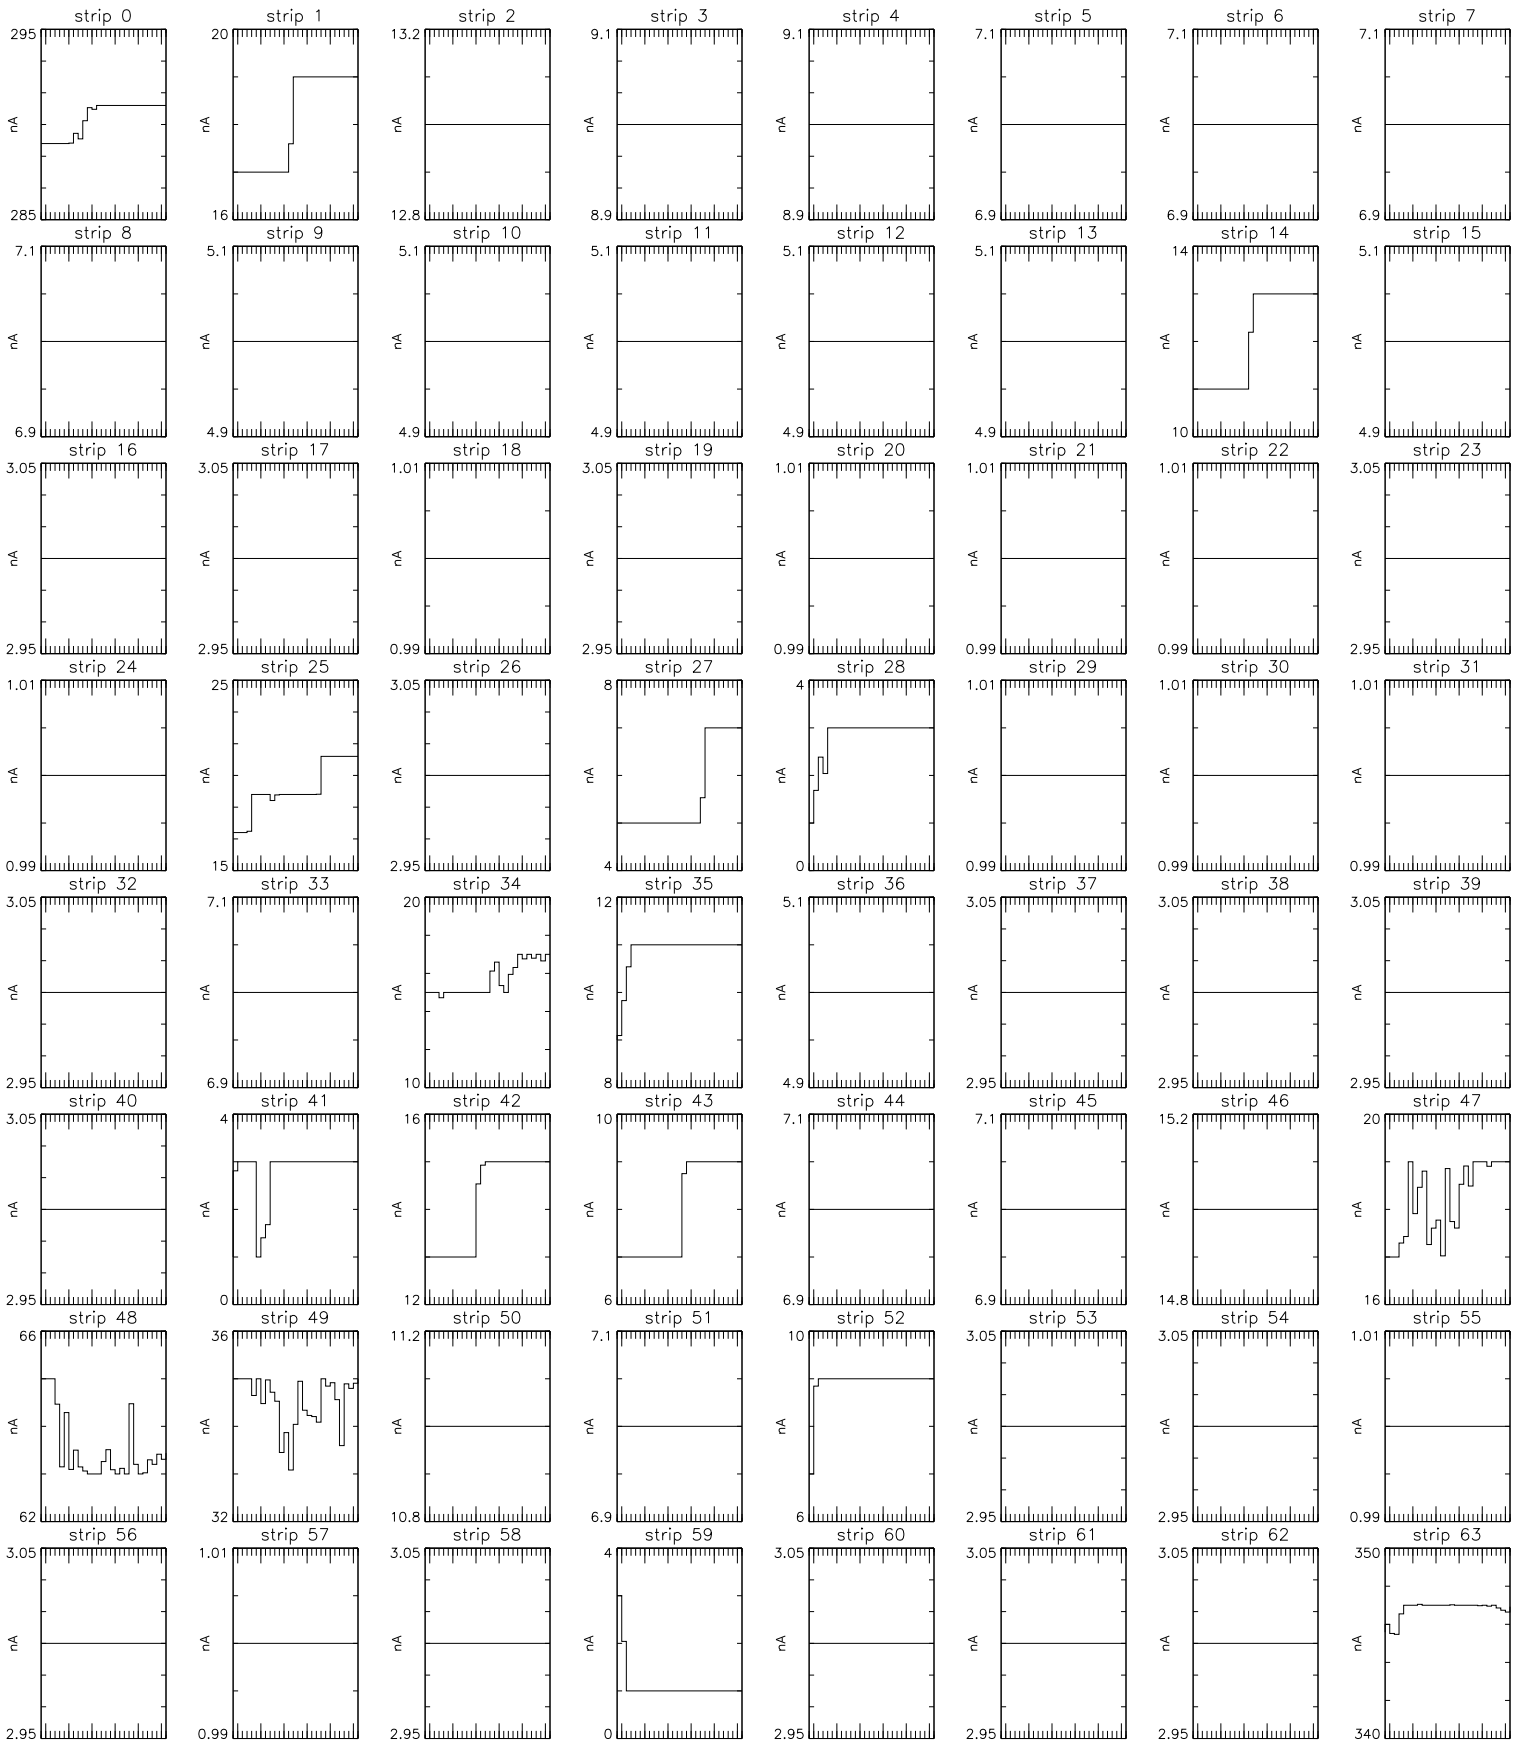 strip 0 strip 1 strip 2 strip 3 strip 4 strip 5 strip 6 strip 7
295 20 13.2 9.1 9.1 7.1 7.1 7.1
nA nA nA nA nA nA nA nA
285 16 12.8 8.9 8.9 6.9 6.9 6.9
strip 8 strip 9 strip 10 strip 11 strip 12 strip 13 strip 14 strip 15
7.1 5.1 5.1 5.1 5.1 5.1 14 5.1
nA nA nA nA nA nA nA nA
6.9 4.9 4.9 4.9 4.9 4.9 10 4.9
strip 16 strip 17 strip 18 strip 19 strip 20 strip 21 strip 22 strip 23
3.05 3.05 1.01 3.05 1.01 1.01 1.01 3.05
nA nA nA nA nA nA nA nA
2.95 2.95 0.99 2.95 0.99 0.99 0.99 2.95
strip 24 strip 25 strip 26 strip 27 strip 28 strip 29 strip 30 strip 31
1.01 25 3.05 8 4 1.01 1.01 1.01
nA nA nA nA nA nA nA nA
0.99 15 2.95 4 0 0.99 0.99 0.99
strip 32 strip 33 strip 34 strip 35 strip 36 strip 37 strip 38 strip 39
3.05 7.1 20 12 5.1 3.05 3.05 3.05
nA nA nA nA nA nA nA nA
2.95 6.9 10 8 4.9 2.95 2.95 2.95
strip 40 strip 41 strip 42 strip 43 strip 44 strip 45 strip 46 strip 47
3.05 4 16 10 7.1 7.1 15.2 20
nA nA nA nA nA nA nA nA
2.95 0 12 6 6.9 6.9 14.8 16
strip 48 strip 49 strip 50 strip 51 strip 52 strip 53 strip 54 strip 55
66 36 11.2 7.1 10 3.05 3.05 1.01
nA nA nA nA nA nA nA nA
62 32 10.8 6.9 6 2.95 2.95 0.99
strip 56 strip 57 strip 58 strip 59 strip 60 strip 61 strip 62 strip 63
3.05 1.01 3.05 4 3.05 3.05 3.05 350
nA nA nA nA nA nA nA nA
2.95 0.99 2.95 0 2.95 2.95 2.95 340